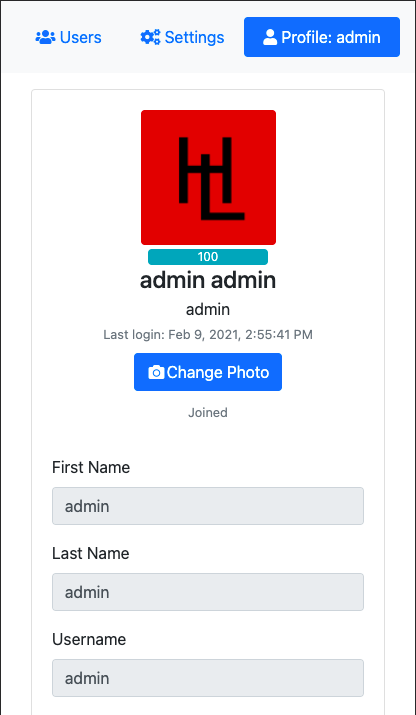 Users
Settings
Profile: admin
HL
100
admin admin
admin
Last login: Feb 9, 2021, 2:55:41 PM
Change Photo
Joined
First Name
admin
Last Name
admin
Username
admin